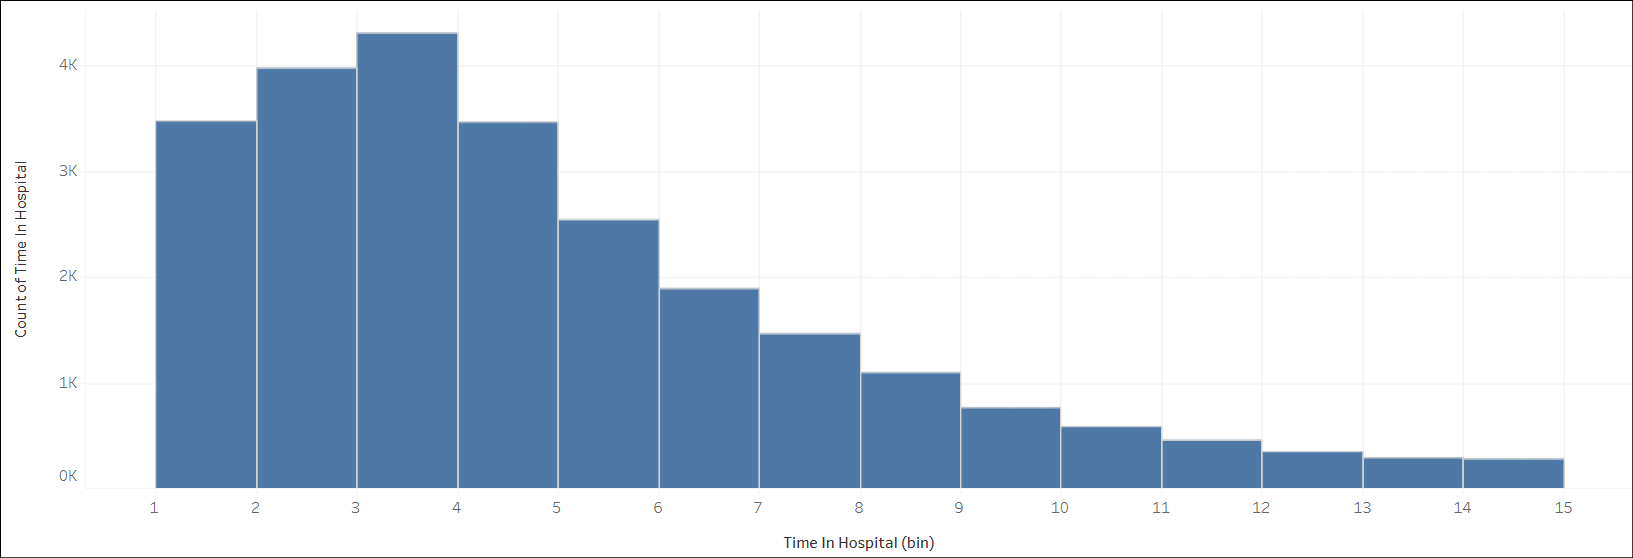 4K
3K
2K
1K
0K
Count of Time In Hospital
1 2 3 4 5 6 7 8 9 10 11 12 13 14 15
Time In Hospital (bin)